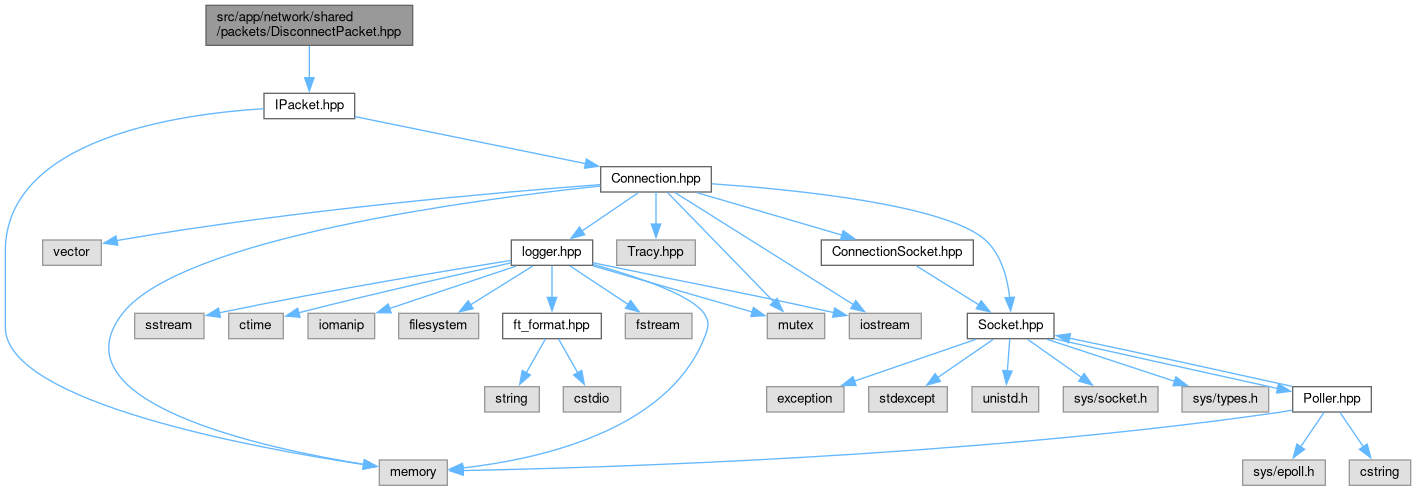 src/app/network/shared
/packets/DisconnectPacket.hpp
IPacket.hpp
Connection.hpp
vector
logger.hpp
Tracy.hpp
ConnectionSocket.hpp
sstream
ctime
iomanip
filesystem
ft_format.hpp
fstream
mutex
iostream
Socket.hpp
string
cstdio
exception
stdexcept
unistd.h
sys/socket.h
sys/types.h
Poller.hpp
memory
sys/epoll.h
cstring